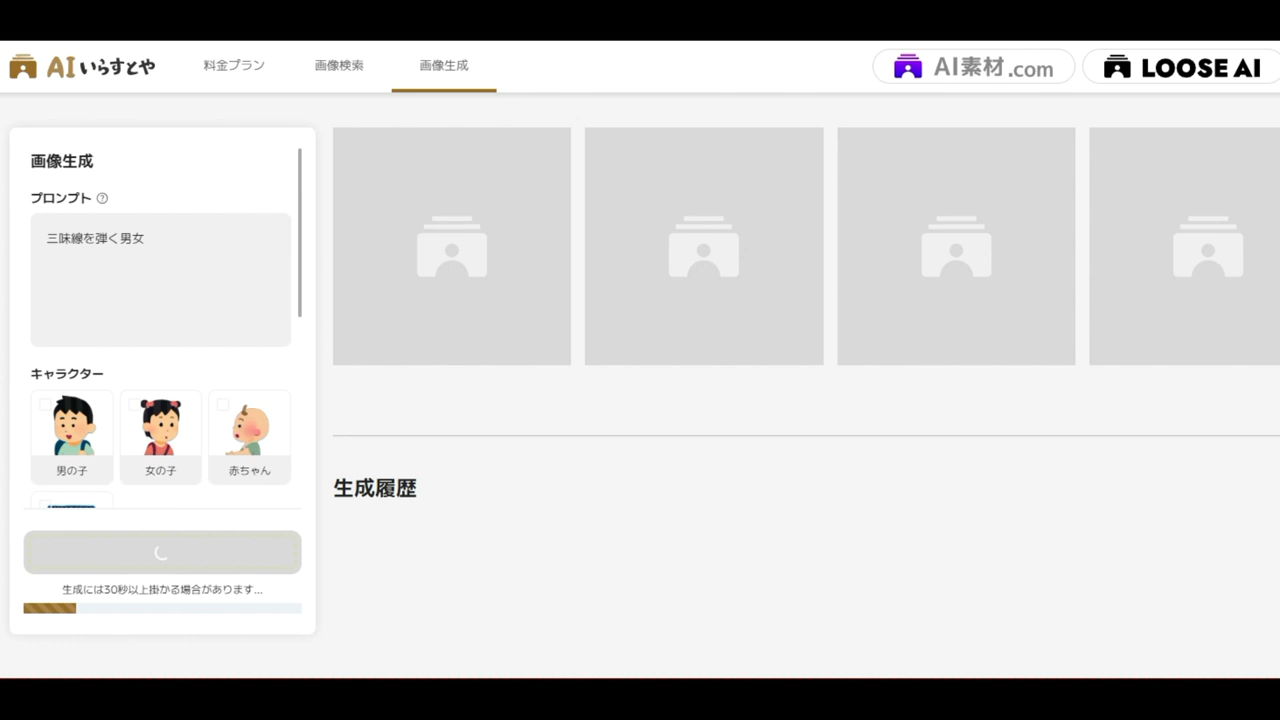 AIいらすとや 料金プラン 画像検索 画像生成 AI素材.com LOOSE AI
画像生成
プロンプト ?
三味線を弾く男女
キャラクター
男の子 女の子 赤ちゃん
生成には30秒以上掛かる場合があります...
生成履歴